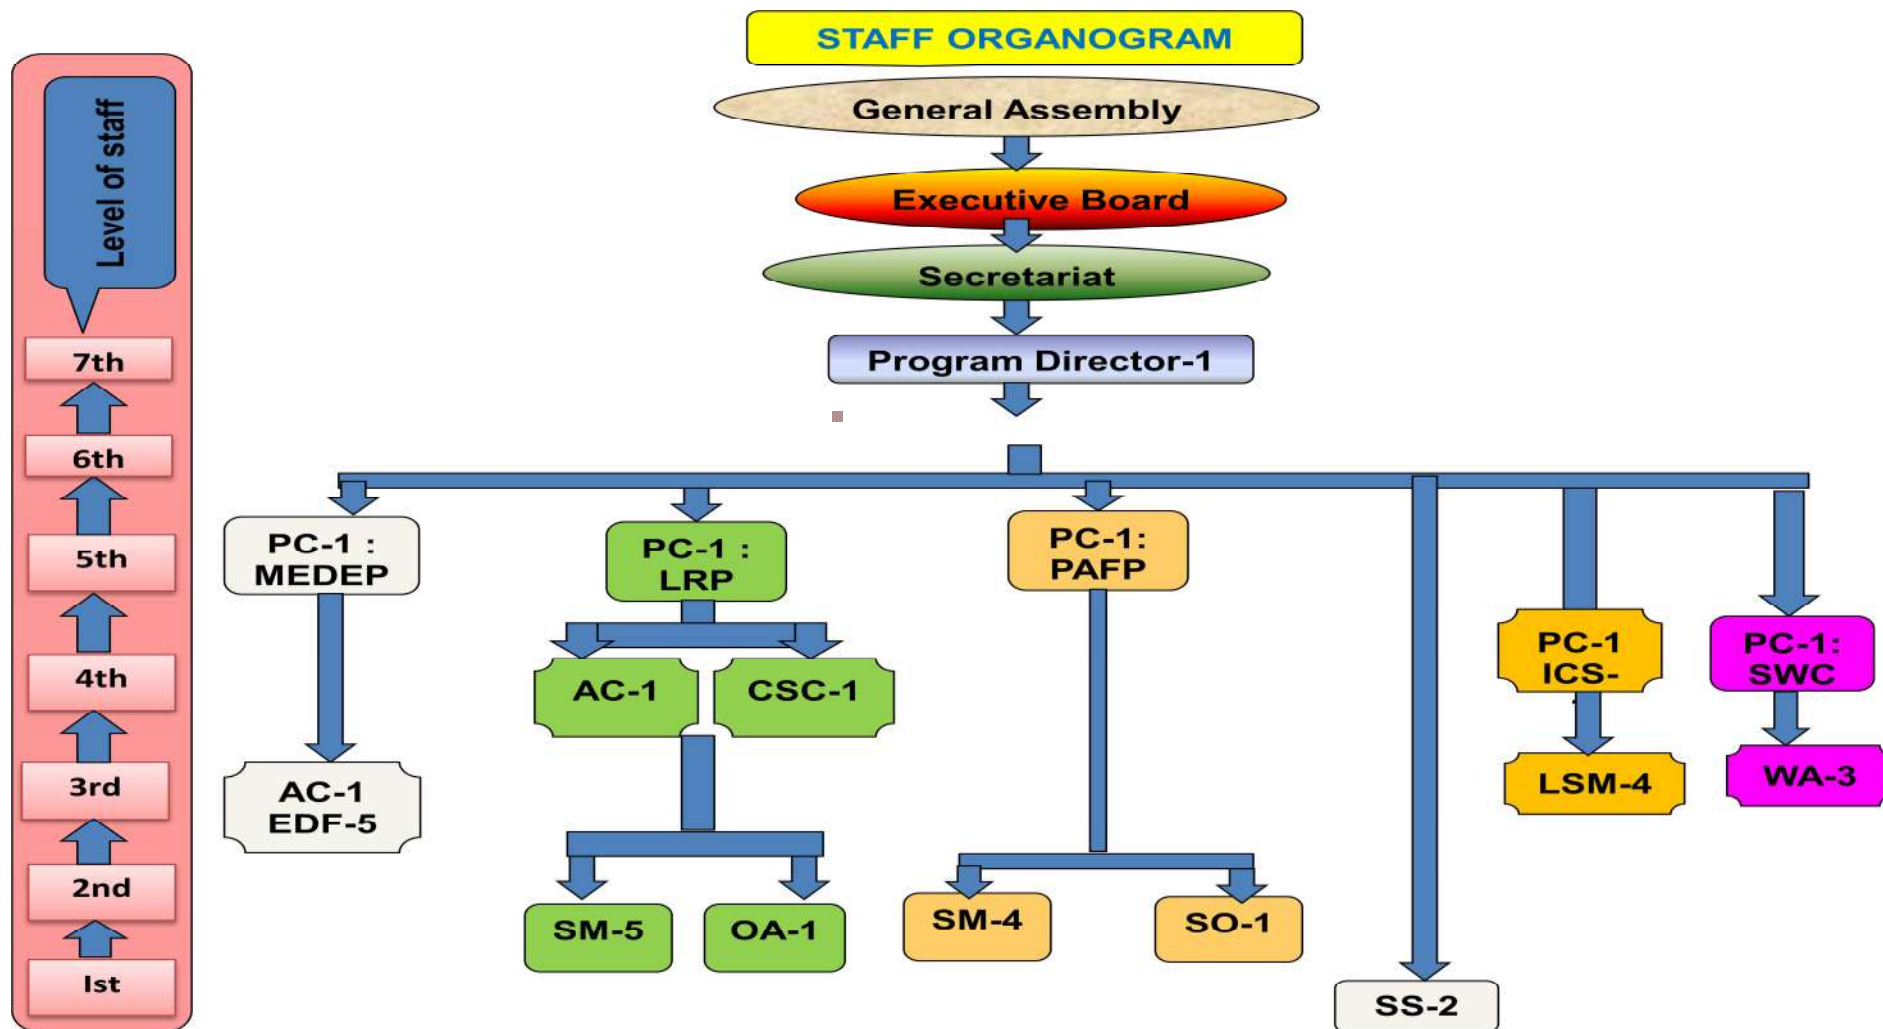 STAFF ORGANOGRAM
General Assembly
Executive Board
Secretariat
Program Director-1
Level of staff
7th
6th
5th
4th
3rd
2nd
Ist
PC-1 :
MEDEP
AC-1
EDF-5
PC-1 :
LRP
AC-1
CSC-1
SM-5
OA-1
PC-1:
PAFP
SM-4
SO-1
SS-2
PC-1
ICS-
LSM-4
PC-1:
SWC
WA-3